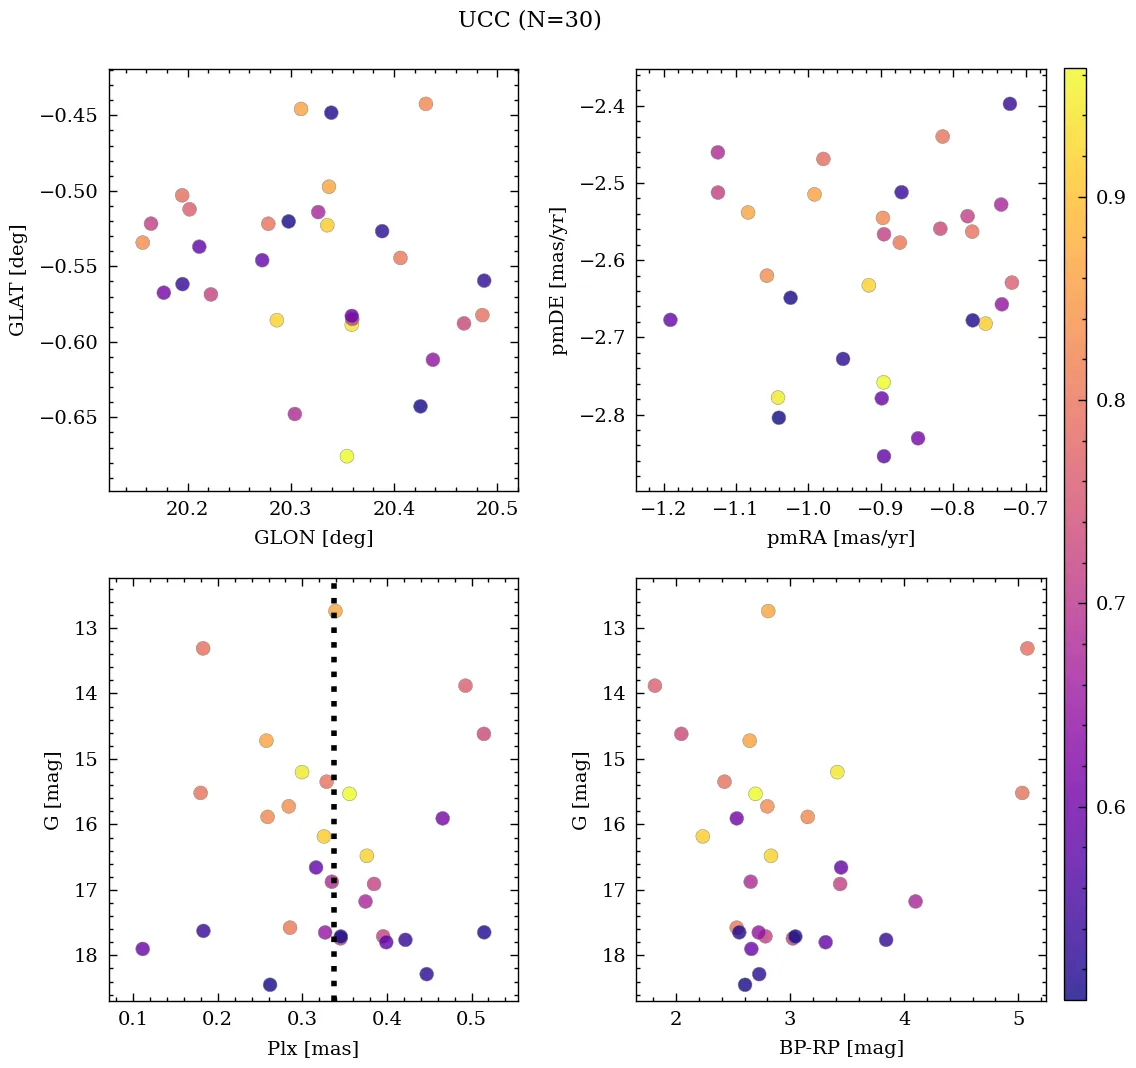 UCC (N=30)
−0.45
−0.50
−0.55
−0.60
−0.65
GLAT [deg]
20.2 20.3 20.4 20.5
GLON [deg]
−2.4
−2.5
−2.6
−2.7
−2.8
pmDE [mas/yr]
−1.2 −1.1 −1.0 −0.9 −0.8 −0.7
pmRA [mas/yr]
0.9
0.8
0.7
0.6
13
14
15
16
17
18
G [mag]
0.1 0.2 0.3 0.4 0.5
Plx [mas]
13
14
15
16
17
18
G [mag]
2 3 4 5
BP-RP [mag]